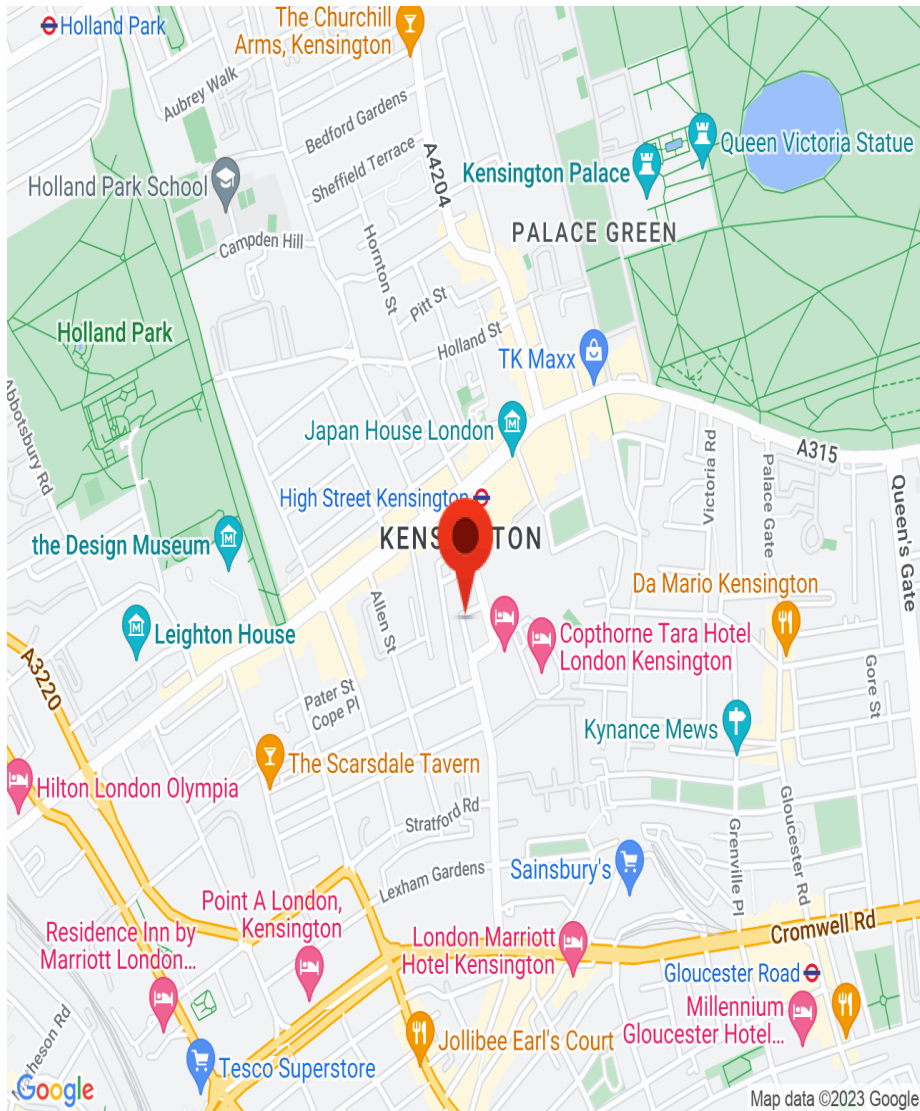 Holland Park
The Churchill
Arms, Kensington
Aubrey Walk
Bedford Gardens
A4204
Queen Victoria Statue
Sheffield Terrace
Kensington Palace
Holland Park School
PALACE GREEN
Campden Hill
Hornton St
Pitt St
Holland Park
Holland St
TK Maxx
Abbotsbury Rd
Japan House London
A315
Victoria Rd
Palace Gate
Queen's Gate
High Street Kensington
the Design Museum
Da Mario Kensington
Allen St
Leighton House
Copthorne Tara Hotel
London Kensington
A3220
Gore St
Pater St
Cope Pl
Kynance Mews
The Scarsdale Tavern
Hilton London Olympia
Stratford Rd
Gloucester Rd
Grenville Pl
Lexham Gardens
Sainsbury's
Point A London,
Kensington
Residence Inn by
Marriott London...
London Marriott
Hotel Kensington
Cromwell Rd
Gloucester Road
Millennium
Gloucester Hotel...
Jollibee Earl's Court
Tesco Superstore
Google
Map data ©2023 Google